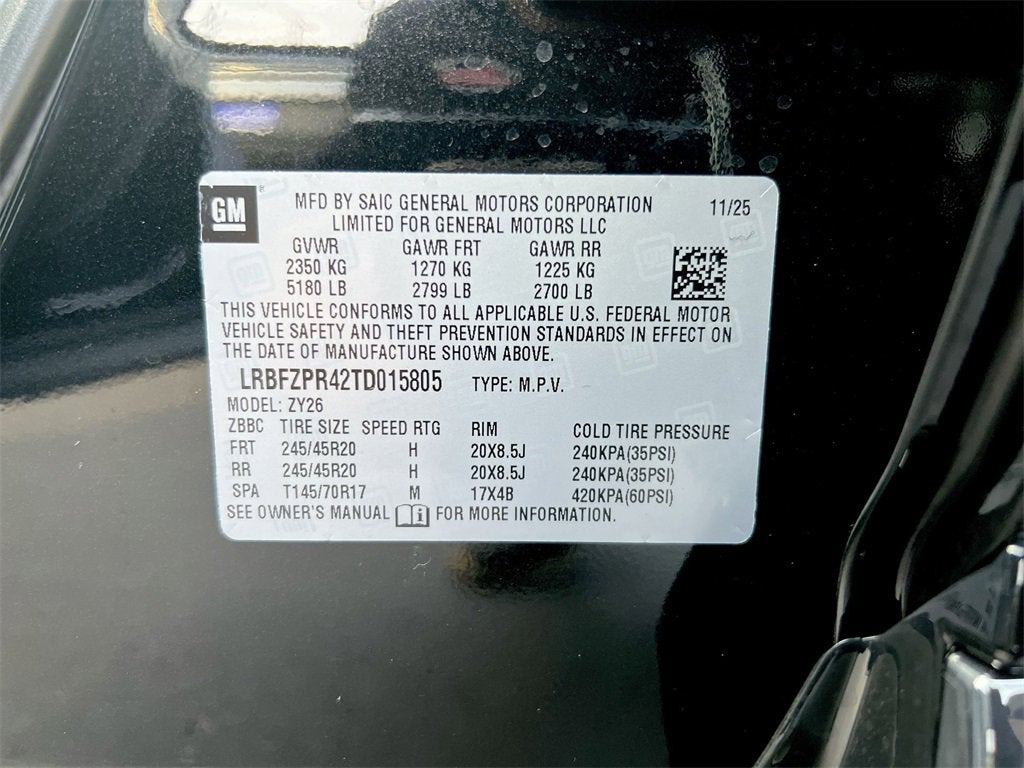 GM
MFD BY SAIC GENERAL MOTORS CORPORATION 11/25
LIMITED FOR GENERAL MOTORS LLC
GVWR GAWR FRT GAWR RR
2350 KG 1270 KG 1225 KG
5180 LB 2799 LB 2700 LB
THIS VEHICLE CONFORMS TO ALL APPLICABLE U.S. FEDERAL MOTOR
VEHICLE SAFETY AND THEFT PREVENTION STANDARDS IN EFFECT ON
THE DATE OF MANUFACTURE SHOWN ABOVE.
LRBFZPR42TD015805 TYPE: M.P.V.
MODEL: ZY26
ZBBC TIRE SIZE SPEED RTG RIM COLD TIRE PRESSURE
FRT 245/45R20 H 20X8.5J 240KPA(35PSI)
RR 245/45R20 H 20X8.5J 240KPA(35PSI)
SPA T145/70R17 M 17X4B 420KPA(60PSI)
SEE OWNER'S MANUAL FOR MORE INFORMATION.